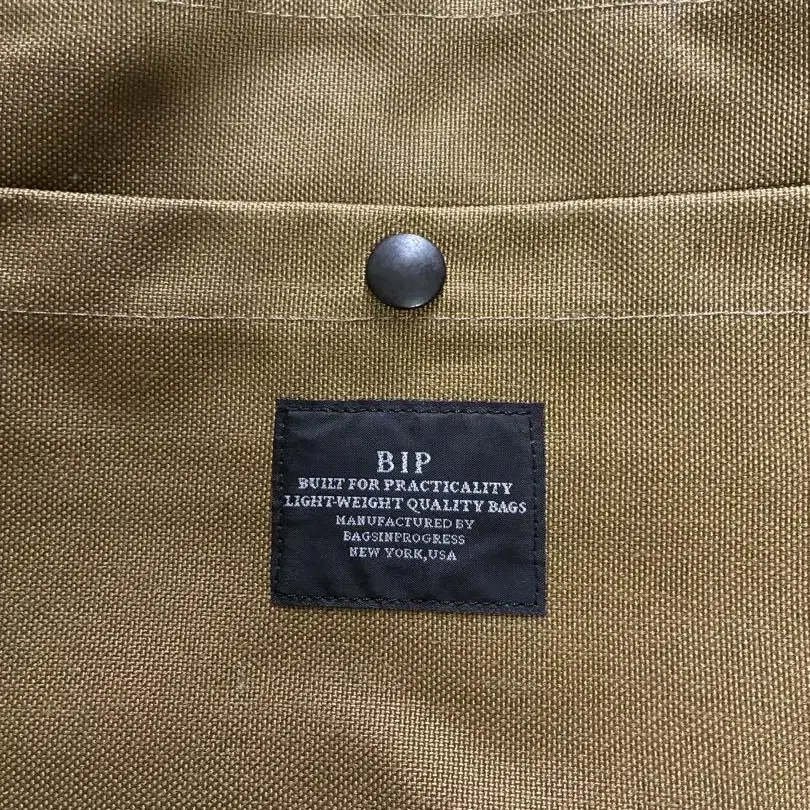 BIP
BUILT FOR PRACTICALITY
LIGHT-WEIGHT QUALITY BAGS
MANUFACTURED BY
BAGSINPROGRESS
NEW YORK,USA